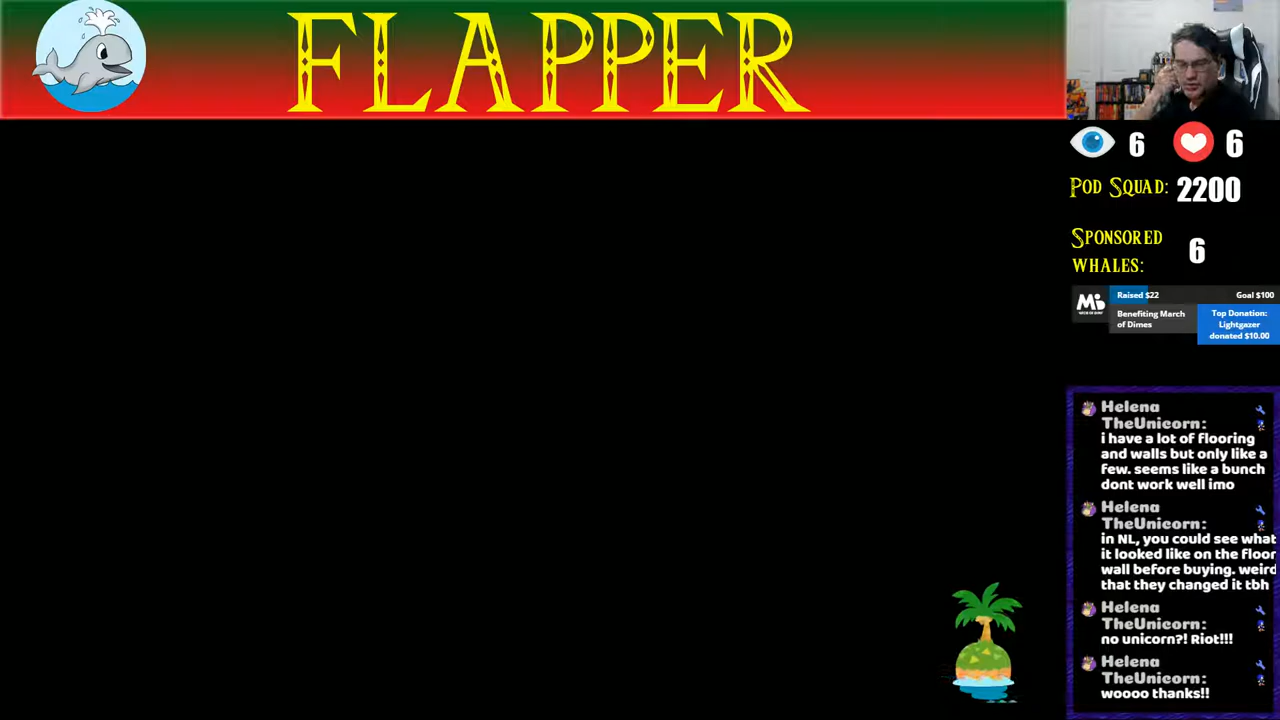 FLAPPER
6 6
Pod Squad: 2200
Sponsored
whales: 6
Raised $22 Goal $100
Benefiting March
of Dimes
Top Donation:
Lightgazer
donated $10.00
Helena
TheUnicorn:
i have a lot of flooring
and walls but only like a
few. seems like a bunch
dont work well imo
Helena
TheUnicorn:
in NL, you could see what
it looked like on the floor
wall before buying. weird
that they changed it tbh
Helena
TheUnicorn:
no unicorn?! Riot!!!
Helena
TheUnicorn:
woooo thanks!!